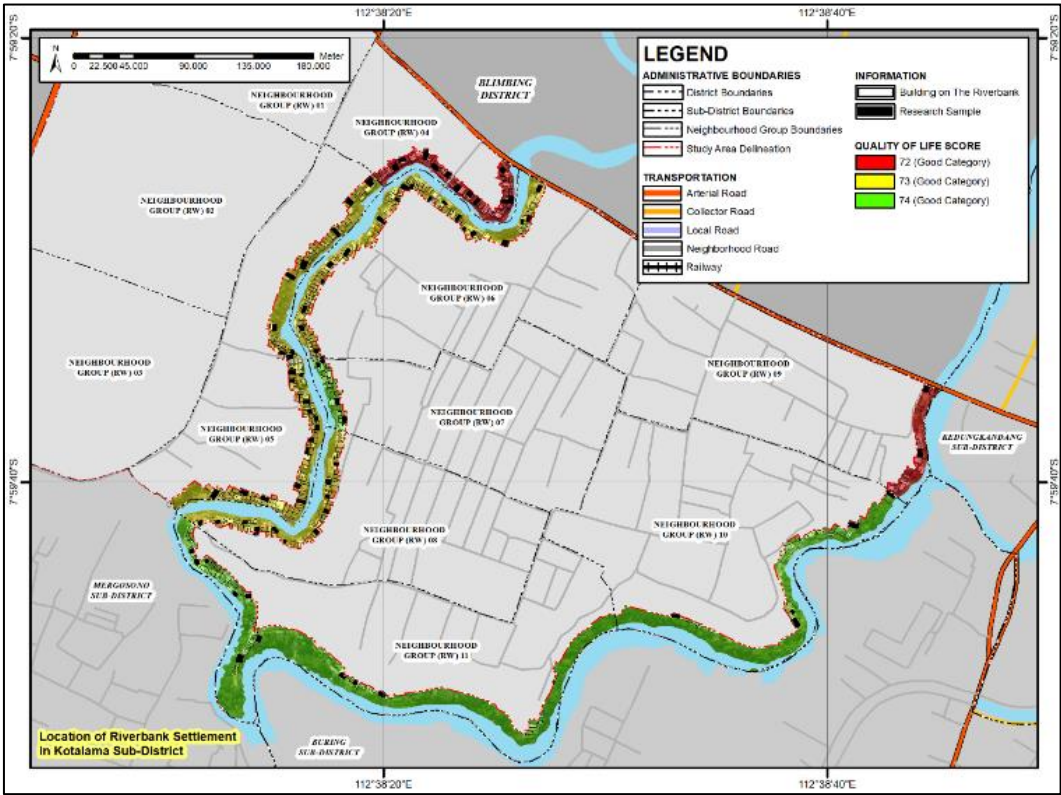 112°38'20"E
112°38'40"E
7°59'20"S
7°59'20"S
N
Meter
0 22.500 45.000 90.000 135.000 180.000
LEGEND
ADMINISTRATIVE BOUNDARIES
District Boundaries
Sub-District Boundaries
Neighbourhood Group Boundaries
Study Area Delineation
TRANSPORTATION
Arterial Road
Collector Road
Local Road
Neighborhood Road
Railway
INFORMATION
Building on The Riverbank
Research Sample
QUALITY OF LIFE SCORE
72 (Good Category)
73 (Good Category)
74 (Good Category)
BLIMBING
DISTRICT
NEIGHBOURHOOD
GROUP (RW) 01
NEIGHBOURHOOD
GROUP (RW) 04
NEIGHBOURHOOD
GROUP (RW) 02
NEIGHBOURHOOD
GROUP (RW) 06
NEIGHBOURHOOD
GROUP (RW) 03
NEIGHBOURHOOD
GROUP (RW) 09
NEIGHBOURHOOD
GROUP (RW) 07
NEIGHBOURHOOD
GROUP (RW) 05
KEDUNGKANDANG
SUB-DISTRICT
7°59'40"S
7°59'40"S
NEIGHBOURHOOD
GROUP (RW) 08
NEIGHBOURHOOD
GROUP (RW) 10
MERGOSONO
SUB-DISTRICT
NEIGHBOURHOOD
GROUP (RW) 11
Location of Riverbank Settlement
in Kotalama Sub-District
BURING
SUB-DISTRICT
112°38'20"E
112°38'40"E